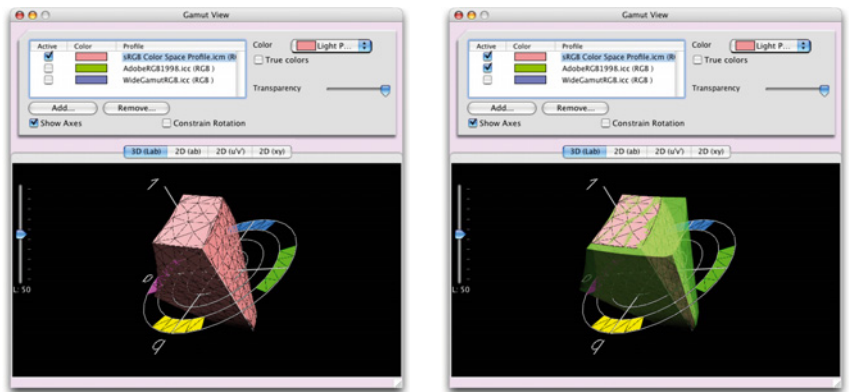 Gamut View
Active Color Profile
sRGB Color Space Profile.icm (R
AdobeRGB1998.icc (RGB )
WideGamutRGB.icc (RGB )
Color Light P...
True colors
Transparency
Add... Remove...
Show Axes Constrain Rotation
3D (Lab) 2D (ab) 2D (u'v') 2D (xy)
L: 50
Gamut View
Active Color Profile
sRGB Color Space Profile.icm (R
AdobeRGB1998.icc (RGB )
WideGamutRGB.icc (RGB )
Color Light P...
True colors
Transparency
Add... Remove...
Show Axes Constrain Rotation
3D (Lab) 2D (ab) 2D (u'v') 2D (xy)
L: 50